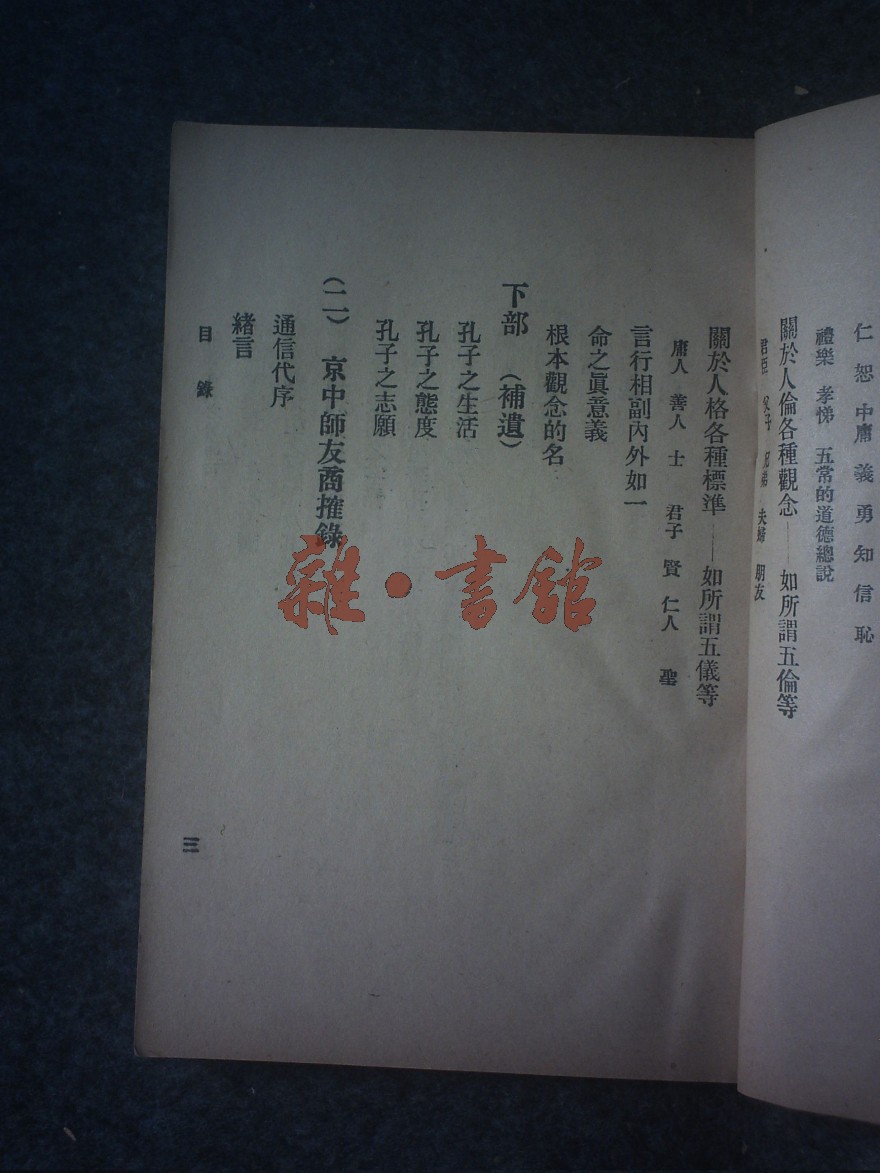 仁 恕 中庸 義 勇 知 信 恥
禮樂 孝悌 五常的道德總說
關於人倫各種觀念——如所謂五倫等
君臣 父子 兄弟 夫婦 朋友
關於人格各種標準——如所謂五儀等
庸人 善人 士 君子 賢 仁人 聖
言行相副內外如一
命之眞意義
根本觀念的名
下部 (補遺)
孔子之生活
孔子之態度
孔子之志願
(二) 京中師友商搉錄
通信代序
緒言
目錄
三
雜·書館